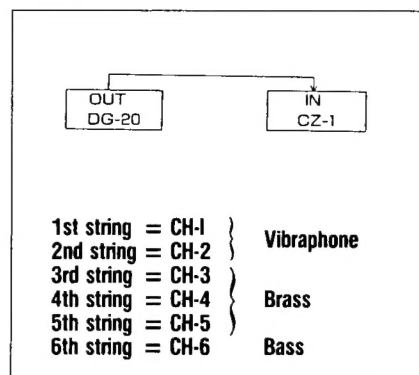 OUT
DG-20
IN
CZ-1
1st string = CH-I
2nd string = CH-2
Vibraphone
3rd string = CH-3
4th string = CH-4
5th string = CH-5
Brass
6th string = CH-6 Bass